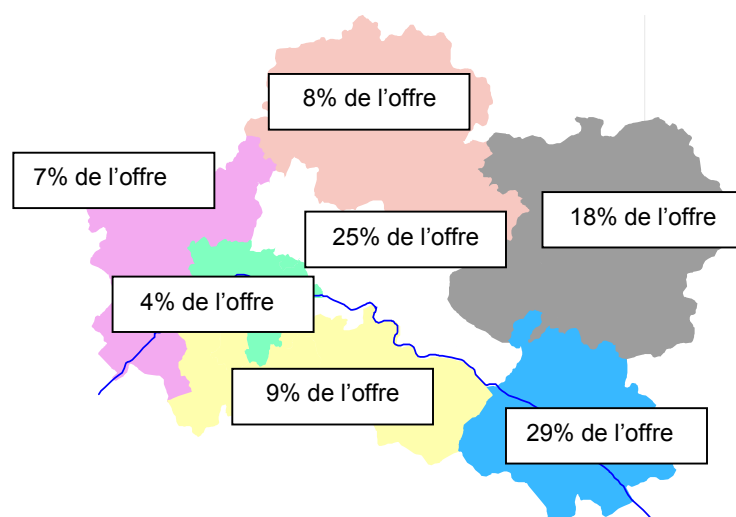 8% de l’offre
7% de l’offre
18% de l’offre
25% de l’offre
4% de l’offre
9% de l’offre
29% de l’offre